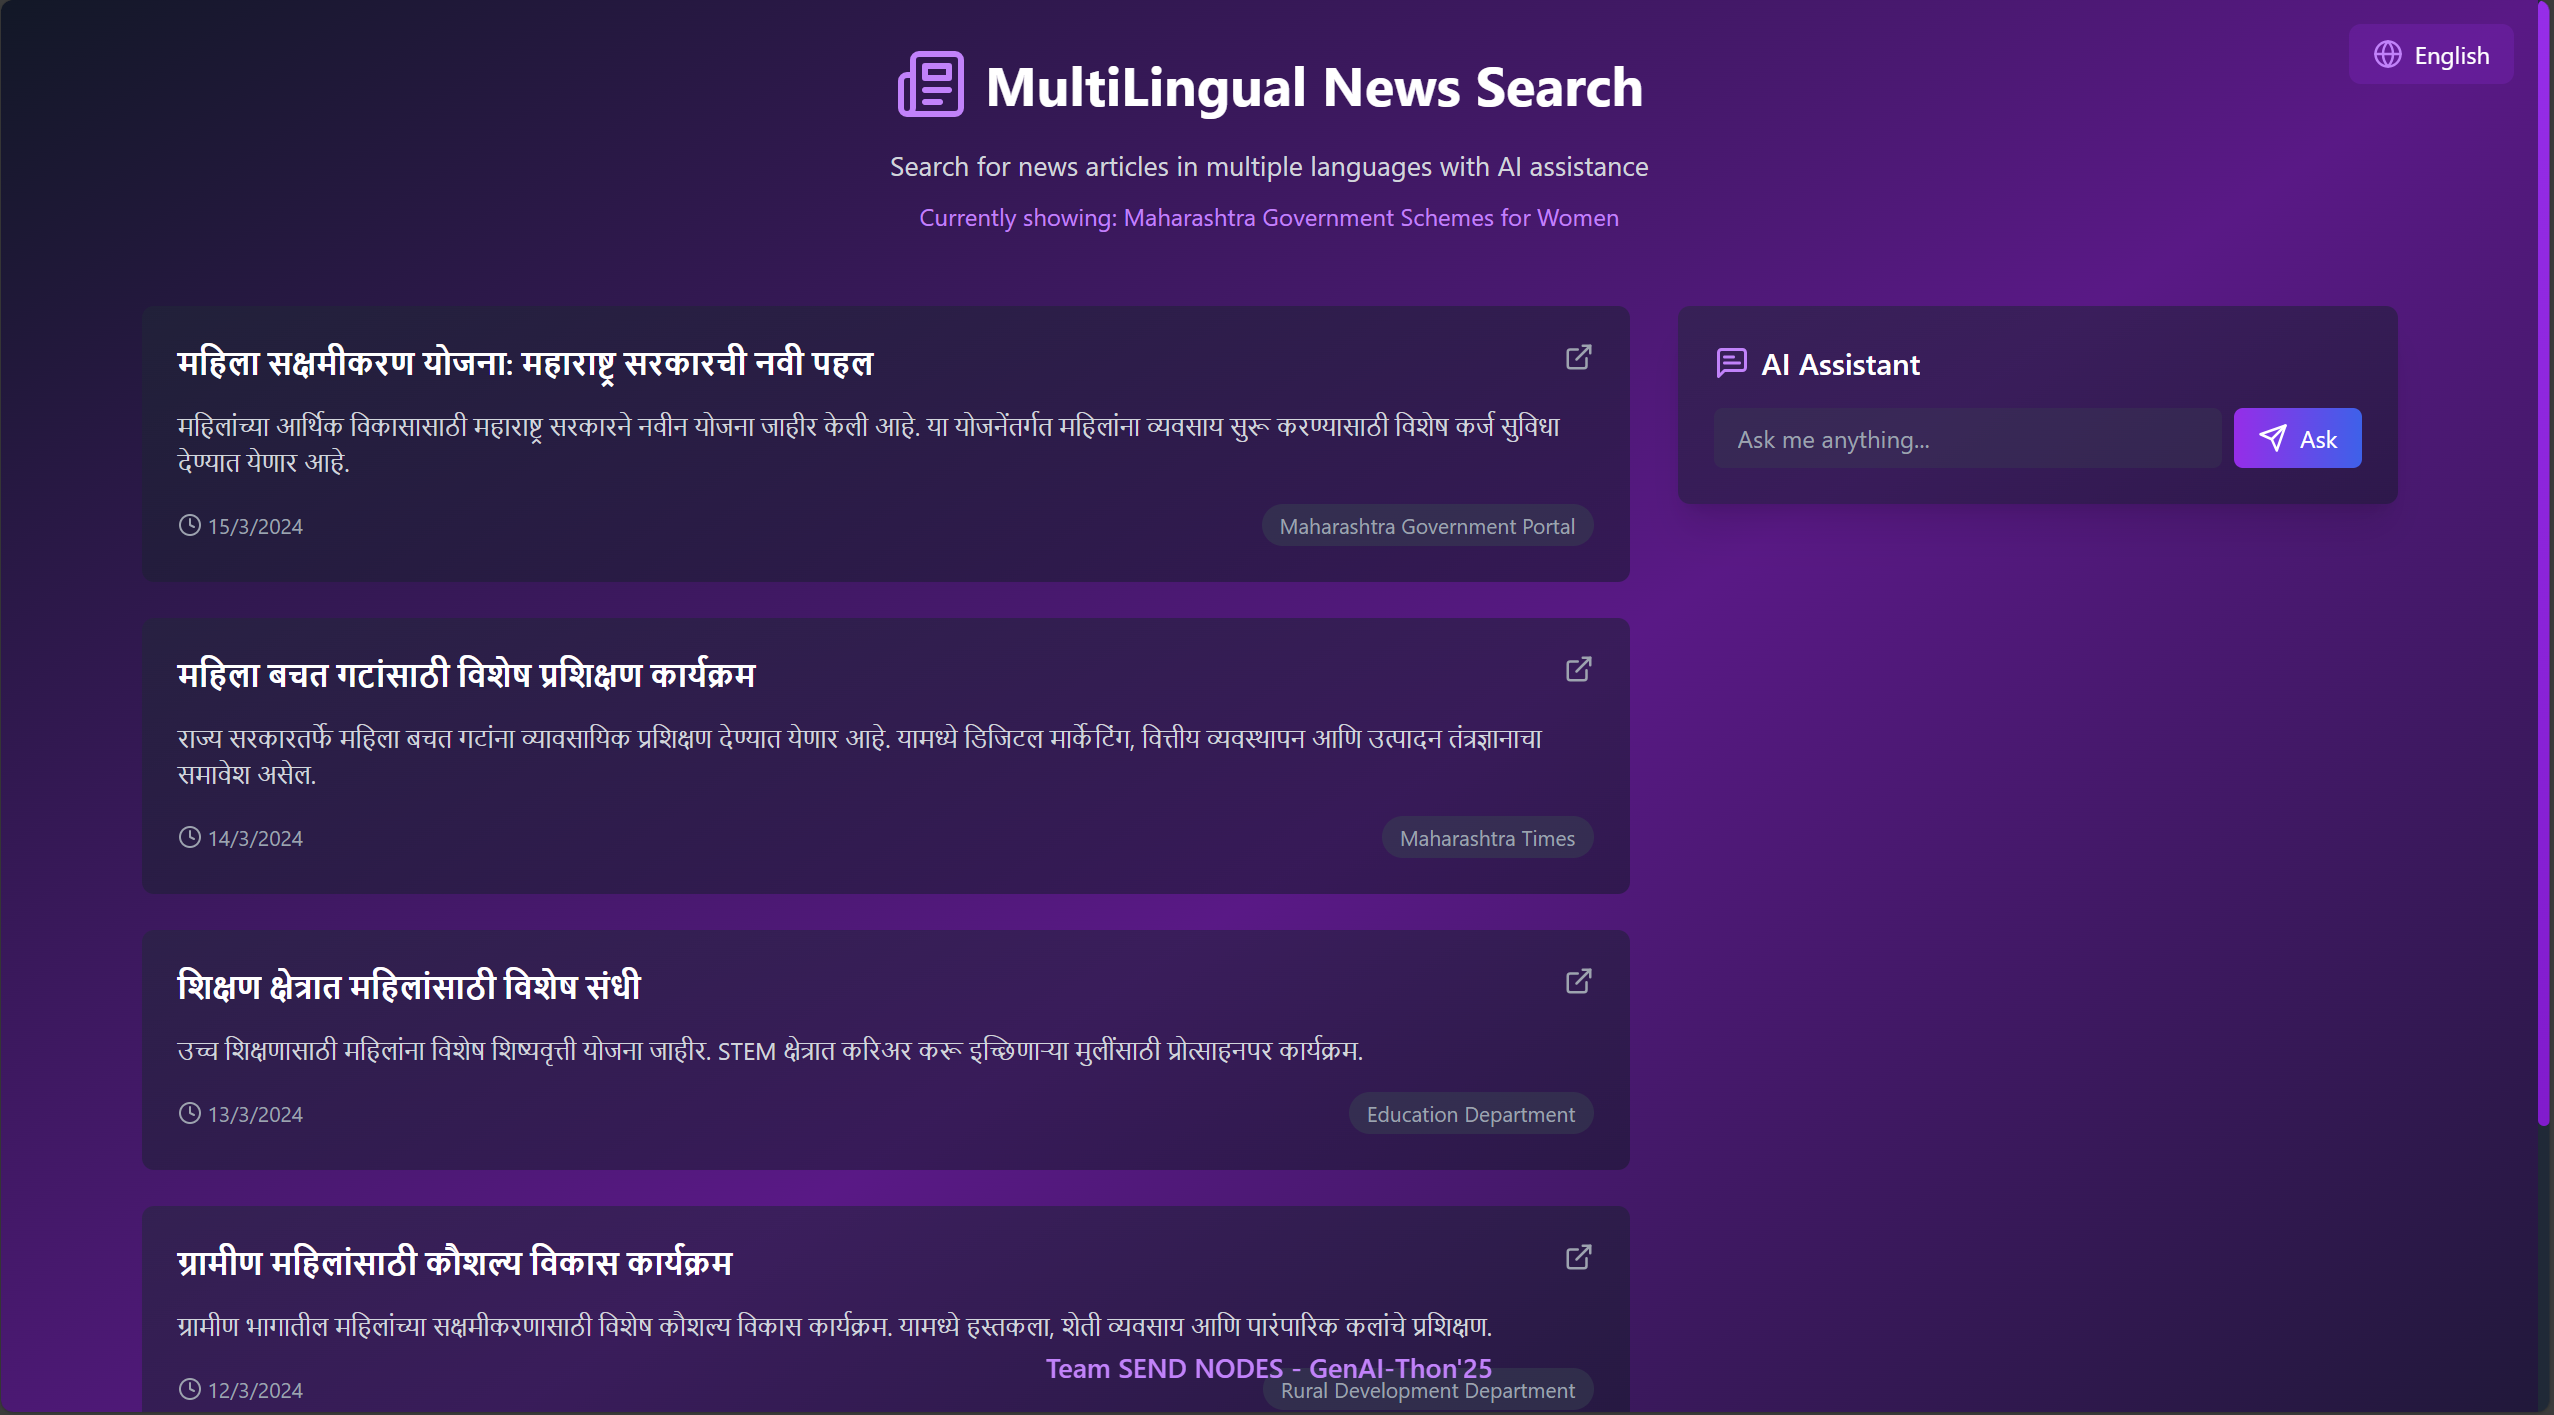 English
MultiLingual News Search
Search for news articles in multiple languages with AI assistance
Currently showing: Maharashtra Government Schemes for Women
महिला सक्षमीकरण योजना: महाराष्ट्र सरकारची नवी पहल
महिलांच्या आर्थिक विकासासाठी महाराष्ट्र सरकारने नवीन योजना जाहीर केली आहे. या योजनेंतर्गत महिलांना व्यवसाय सुरू करण्यासाठी विशेष कर्ज सुविधा
देण्यात येणार आहे.
15/3/2024
Maharashtra Government Portal
महिला बचत गटांसाठी विशेष प्रशिक्षण कार्यक्रम
राज्य सरकारतर्फे महिला बचत गटांना व्यावसायिक प्रशिक्षण देण्यात येणार आहे. यामध्ये डिजिटल मार्केटिंग, वित्तीय व्यवस्थापन आणि उत्पादन तंत्रज्ञानाचा
समावेश असेल.
14/3/2024
Maharashtra Times
शिक्षण क्षेत्रात महिलांसाठी विशेष संधी
उच्च शिक्षणासाठी महिलांना विशेष शिष्यवृत्ती योजना जाहीर. STEM क्षेत्रात करिअर करू इच्छिणाऱ्या मुलींसाठी प्रोत्साहनपर कार्यक्रम.
13/3/2024
Education Department
ग्रामीण महिलांसाठी कौशल्य विकास कार्यक्रम
ग्रामीण भागातील महिलांच्या सक्षमीकरणासाठी विशेष कौशल्य विकास कार्यक्रम. यामध्ये हस्तकला, शेती व्यवसाय आणि पारंपारिक कलांचे प्रशिक्षण.
12/3/2024
Rural Development Department
Team SEND NODES - GenAI-Thon'25
AI Assistant
Ask me anything...
Ask